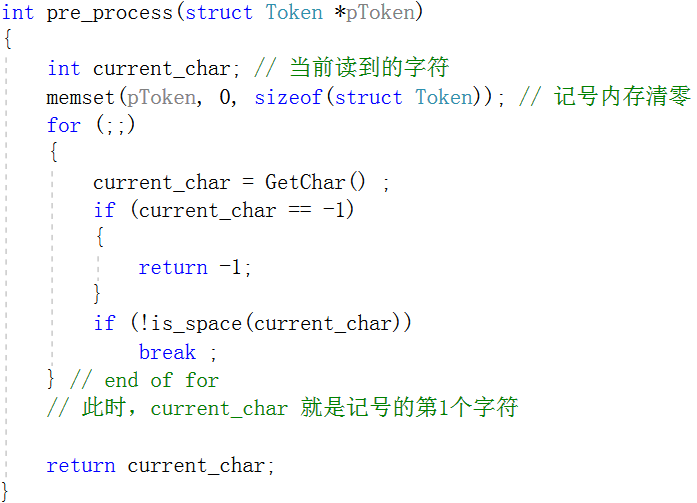 int pre_process(struct Token *pToken)
{
    int current_char; // 当前读到的字符
    memset(pToken, 0, sizeof(struct Token)); // 记号内存清零
    for (;;)
    {
        current_char = GetChar() ;
        if (current_char == -1)
        {
            return -1;
        }
        if (!is_space(current_char))
            break ;
    } // end of for
    // 此时，current_char 就是记号的第1个字符
    return current_char;
}